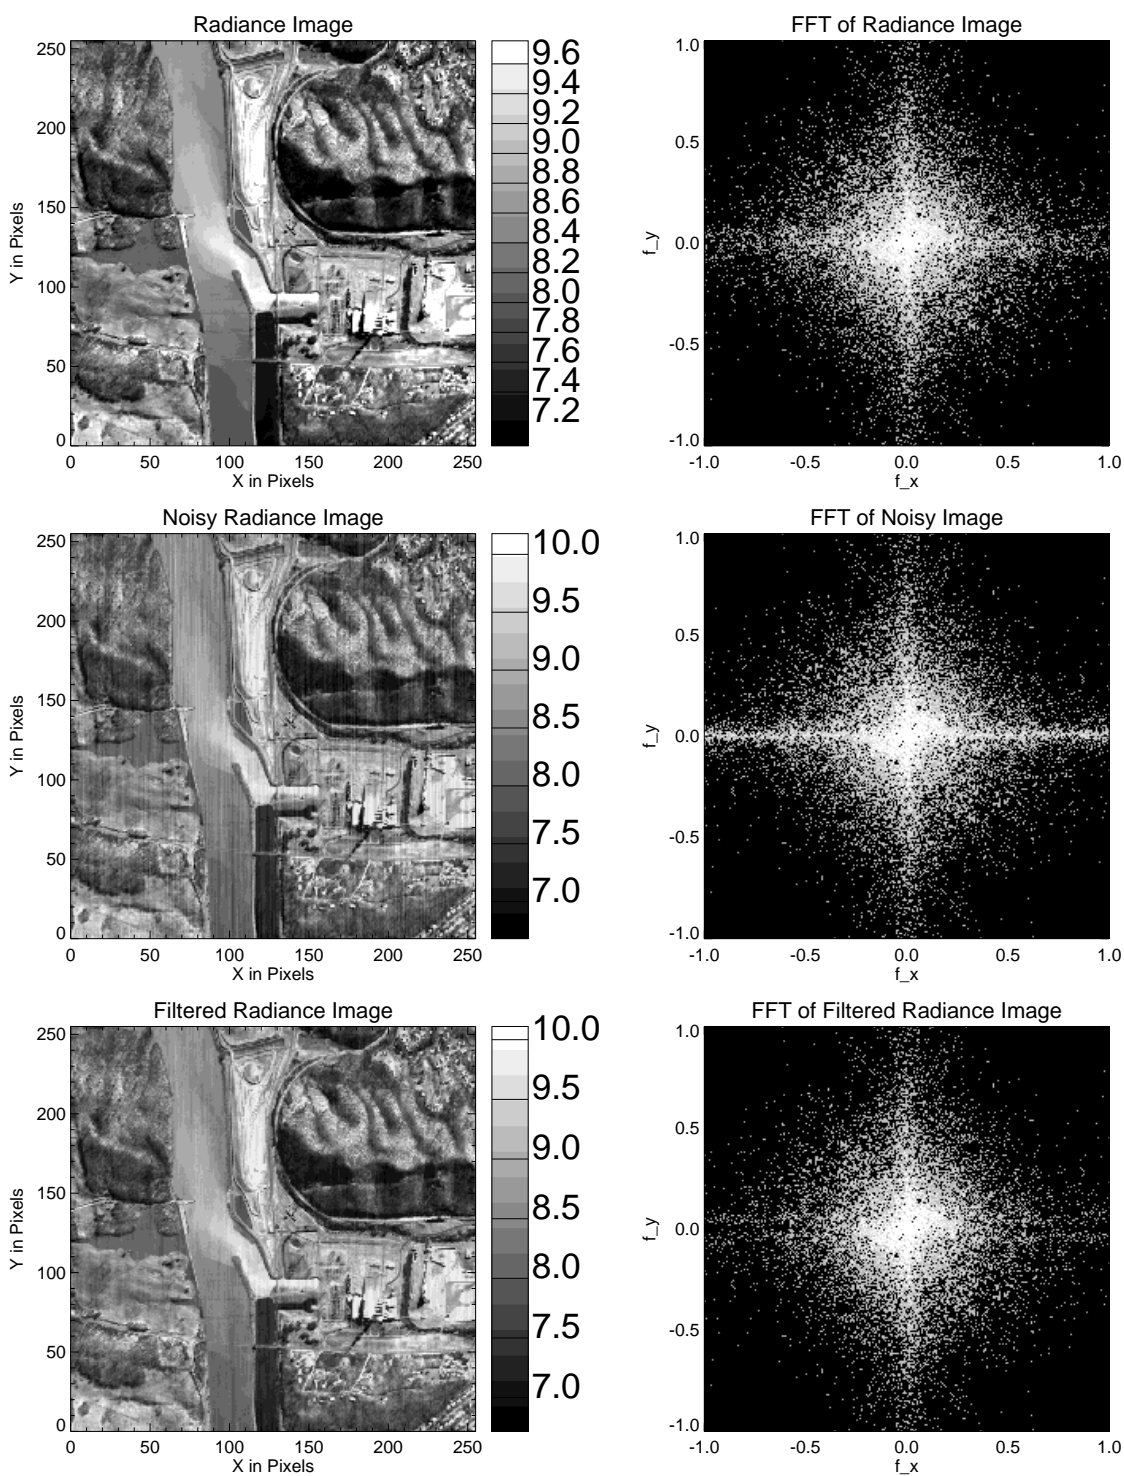 Radiance Image
FFT of Radiance Image
250
200
150
100
50
0
Y in Pixels
0 50 100 150 200 250
X in Pixels
9.6
9.4
9.2
9.0
8.8
8.6
8.4
8.2
8.0
7.8
7.6
7.4
7.2
1.0
0.5
0.0
-0.5
-1.0
f_y
-1.0 -0.5 0.0 0.5 1.0
f_x
Noisy Radiance Image
FFT of Noisy Image
250
200
150
100
50
0
Y in Pixels
0 50 100 150 200 250
X in Pixels
10.0
9.5
9.0
8.5
8.0
7.5
7.0
1.0
0.5
0.0
-0.5
-1.0
f_y
-1.0 -0.5 0.0 0.5 1.0
f_x
Filtered Radiance Image
FFT of Filtered Radiance Image
250
200
150
100
50
0
Y in Pixels
0 50 100 150 200 250
X in Pixels
10.0
9.5
9.0
8.5
8.0
7.5
7.0
1.0
0.5
0.0
-0.5
-1.0
f_y
-1.0 -0.5 0.0 0.5 1.0
f_x